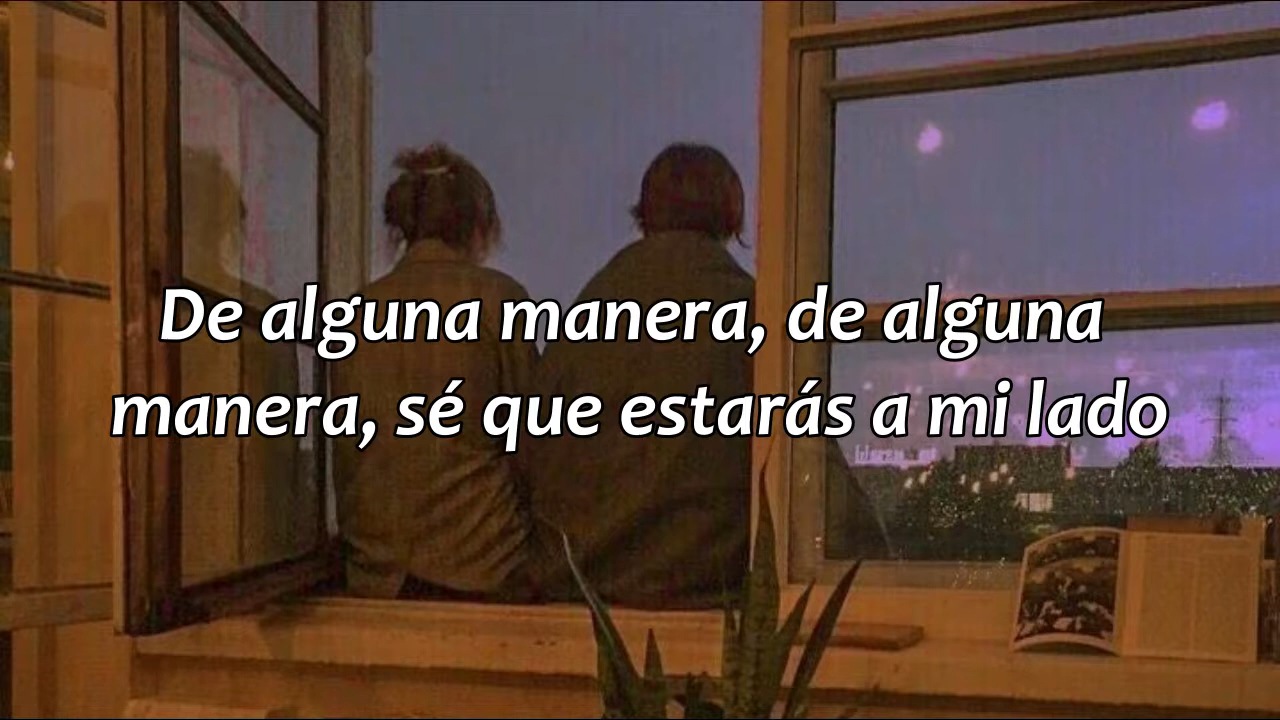 De alguna manera, de alguna
manera, sé que estarás a mi lado